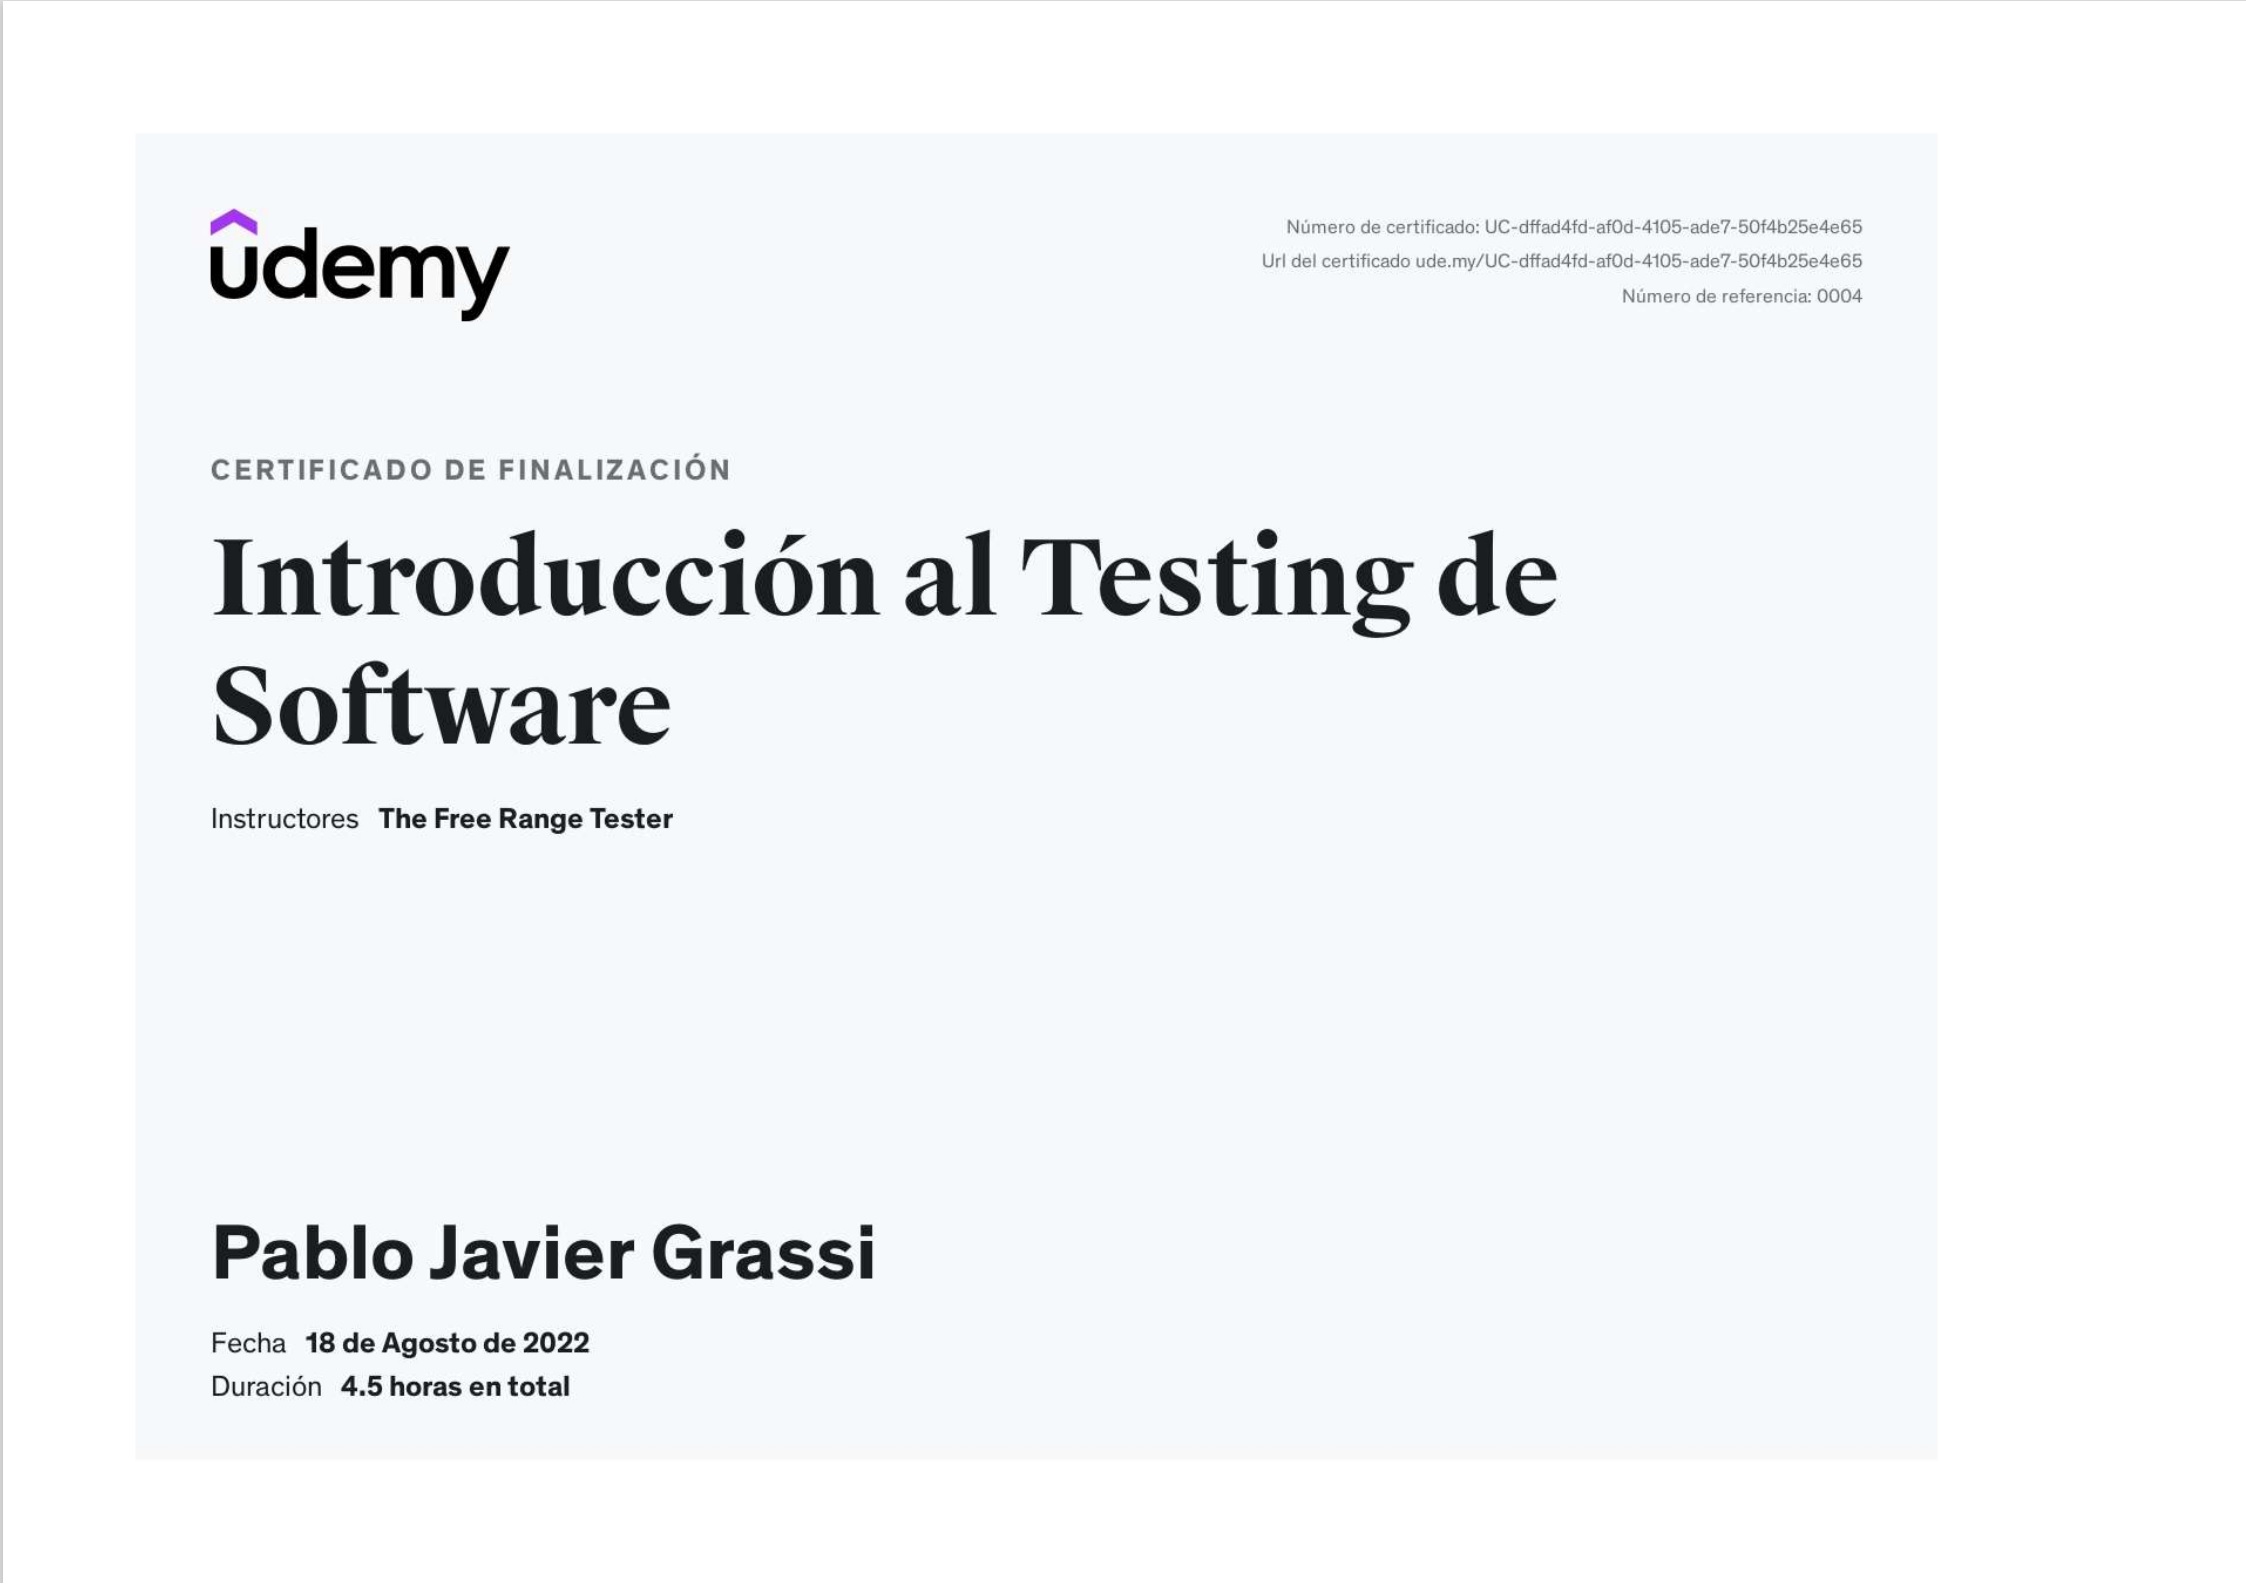 udemy
Número de certificado: UC-dffad4fd-af0d-4105-ade7-50f4b25e4e65
Url del certificado ude.my/UC-dffad4fd-af0d-4105-ade7-50f4b25e4e65
Número de referencia: 0004
CERTIFICADO DE FINALIZACIÓN
Introducción al Testing de
Software
Instructores The Free Range Tester
Pablo Javier Grassi
Fecha 18 de Agosto de 2022
Duración 4.5 horas en total